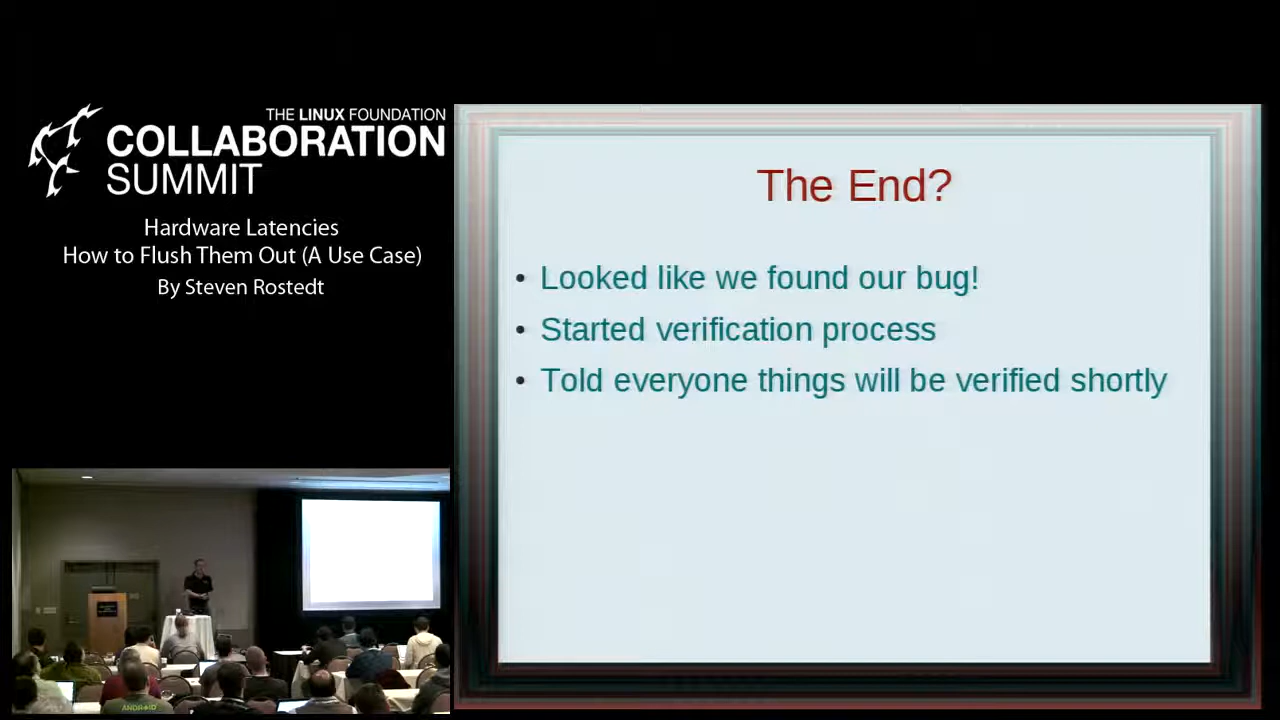 THE LINUX FOUNDATION
COLLABORATION
SUMMIT
Hardware Latencies
How to Flush Them Out (A Use Case)
By Steven Rostedt
The End?
• Looked like we found our bug!
• Started verification process
• Told everyone things will be verified shortly
ANDROID